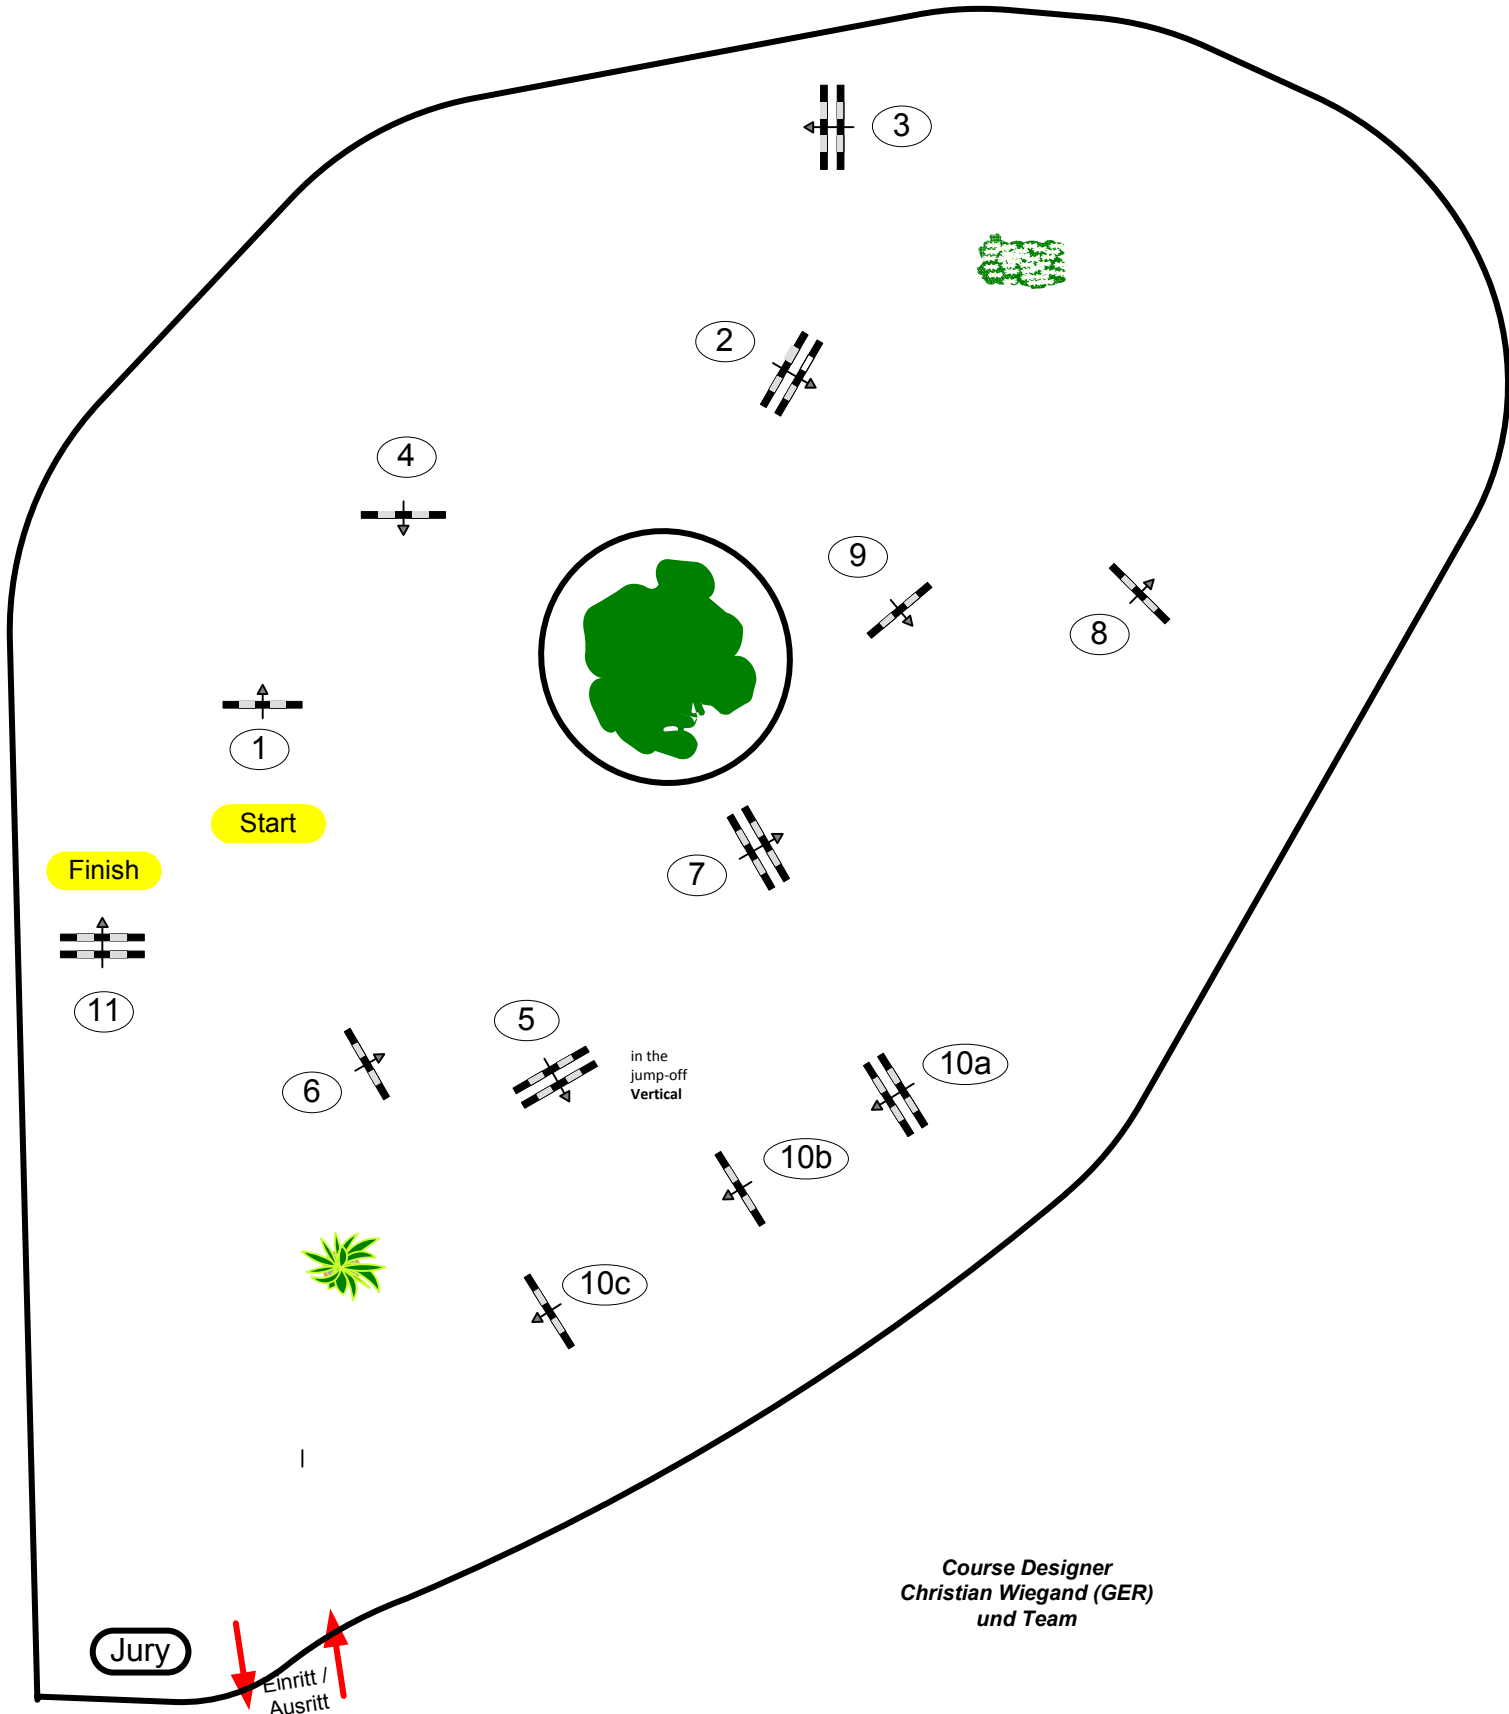 3
2
4
9
8
1
Start
Finish
7
11
5
in the
jump-off
Vertical
10a
6
10b
10c
Course Designer
Christian Wiegand (GER)
und Team
Jury
Einritt /
Ausritt